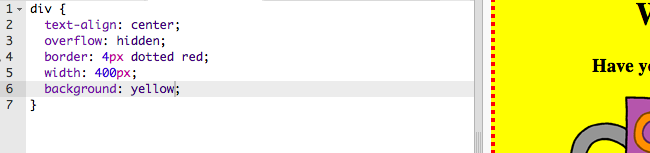 1 div {
2 text-align: center;
3 overflow: hidden;
4 border: 4px dotted red;
5 width: 400px;
6 background: yellow;
7 }
W
Have yo